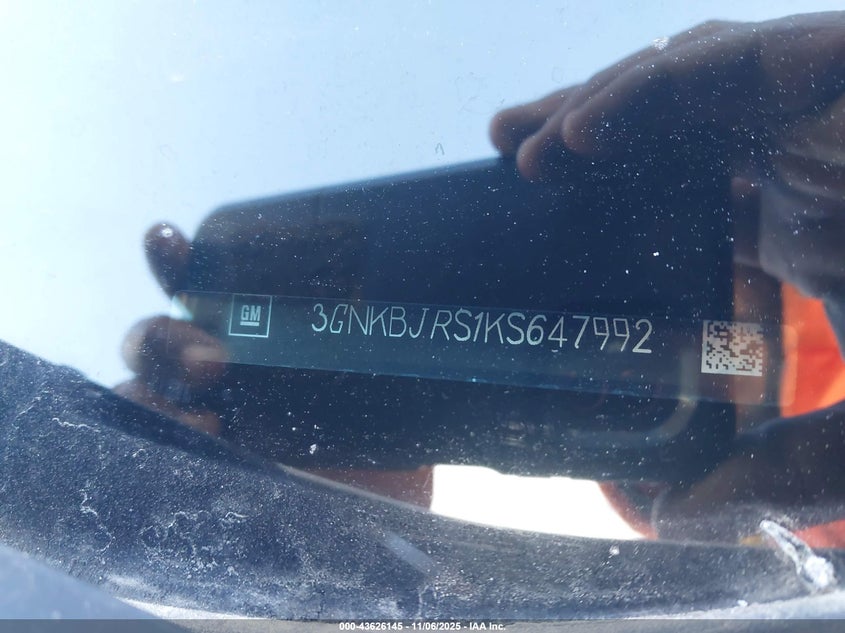 GM 3GNKBJRS1KS647992
000-43626145 - 11/06/2025 - IAA Inc.